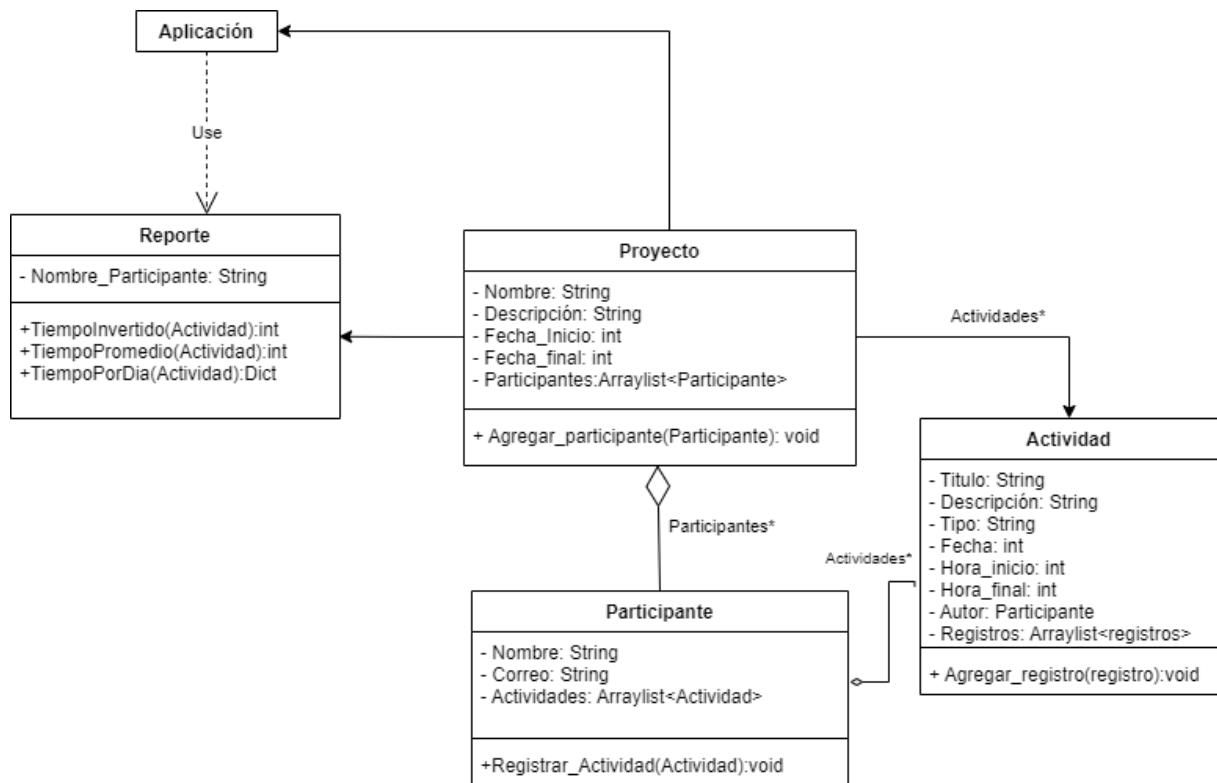 Aplicación
Use
Reporte
- Nombre_Participante: String
+TiempoInvertido(Actividad):int
+TiempoPromedio(Actividad):int
+TiempoPorDia(Actividad):Dict
Proyecto
- Nombre: String
- Descripción: String
- Fecha_Inicio: int
- Fecha_final: int
- Participantes:Arraylist<Participante>
+ Agregar_participante(Participante): void
Actividades*
Actividad
- Titulo: String
- Descripción: String
- Tipo: String
- Fecha: int
- Hora_inicio: int
- Hora_final: int
- Autor: Participante
- Registros: Arraylist<registros>
+ Agregar_registro(registro):void
Participantes*
Actividades*
Participante
- Nombre: String
- Correo: String
- Actividades: Arraylist<Actividad>
+Registrar_Actividad(Actividad):void